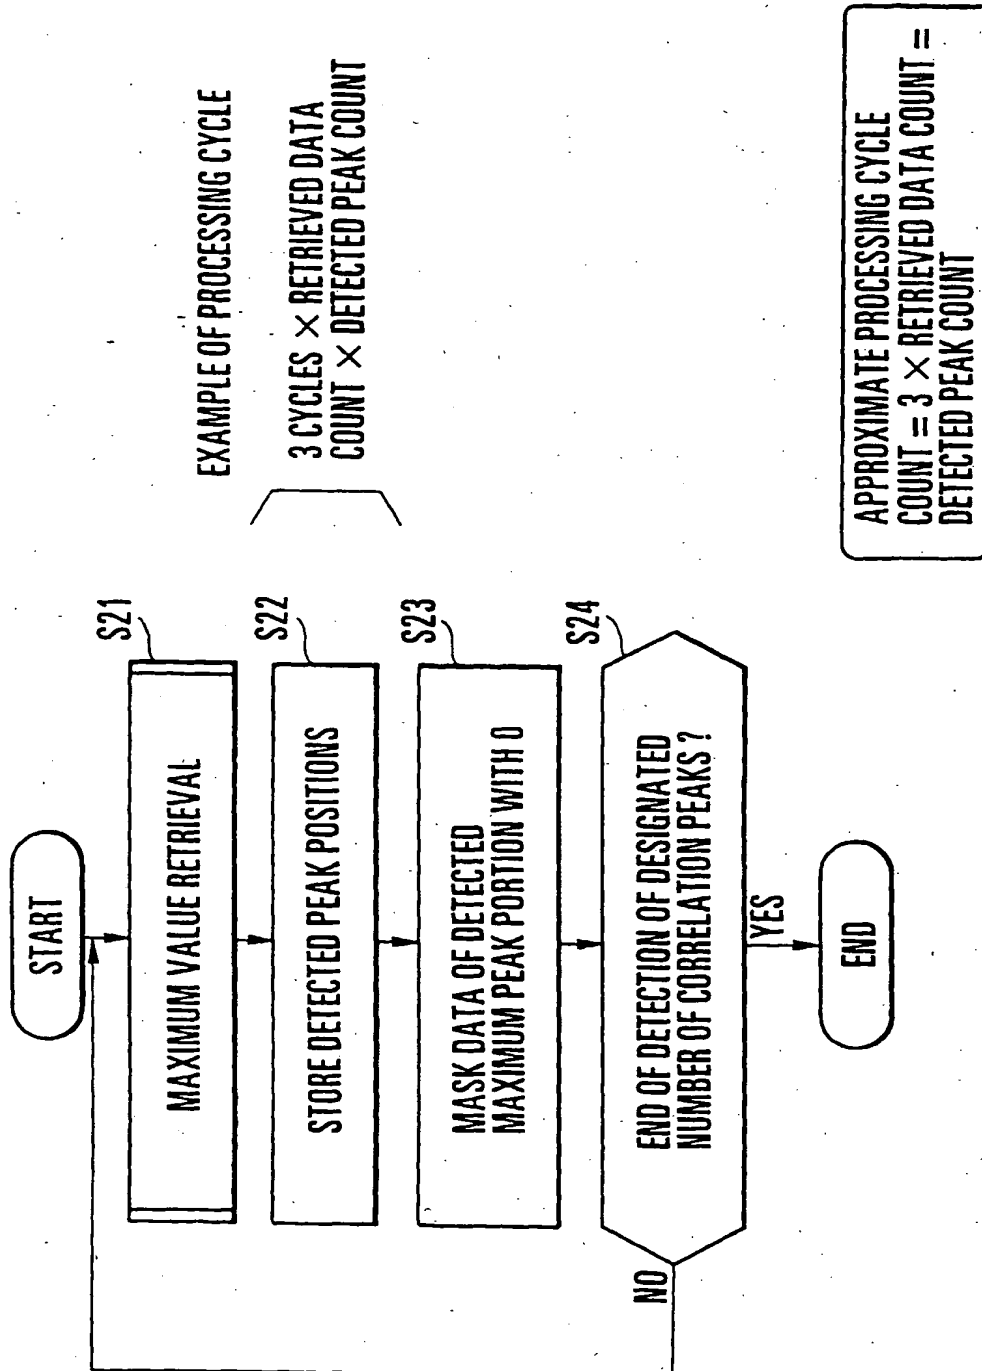 START
S21
MAXIMUM VALUE RETRIEVAL
S22
STORE DETECTED PEAK POSITIONS
S23
MASK DATA OF DETECTED
MAXIMUM PEAK PORTION WITH 0
S24
END OF DETECTION OF DESIGNATED
NUMBER OF CORRELATION PEAKS ?
NO
YES
END
EXAMPLE OF PROCESSING CYCLE
3 CYCLES × RETRIEVED DATA
COUNT × DETECTED PEAK COUNT
APPROXIMATE PROCESSING CYCLE
COUNT = 3 × RETRIEVED DATA COUNT =
DETECTED PEAK COUNT